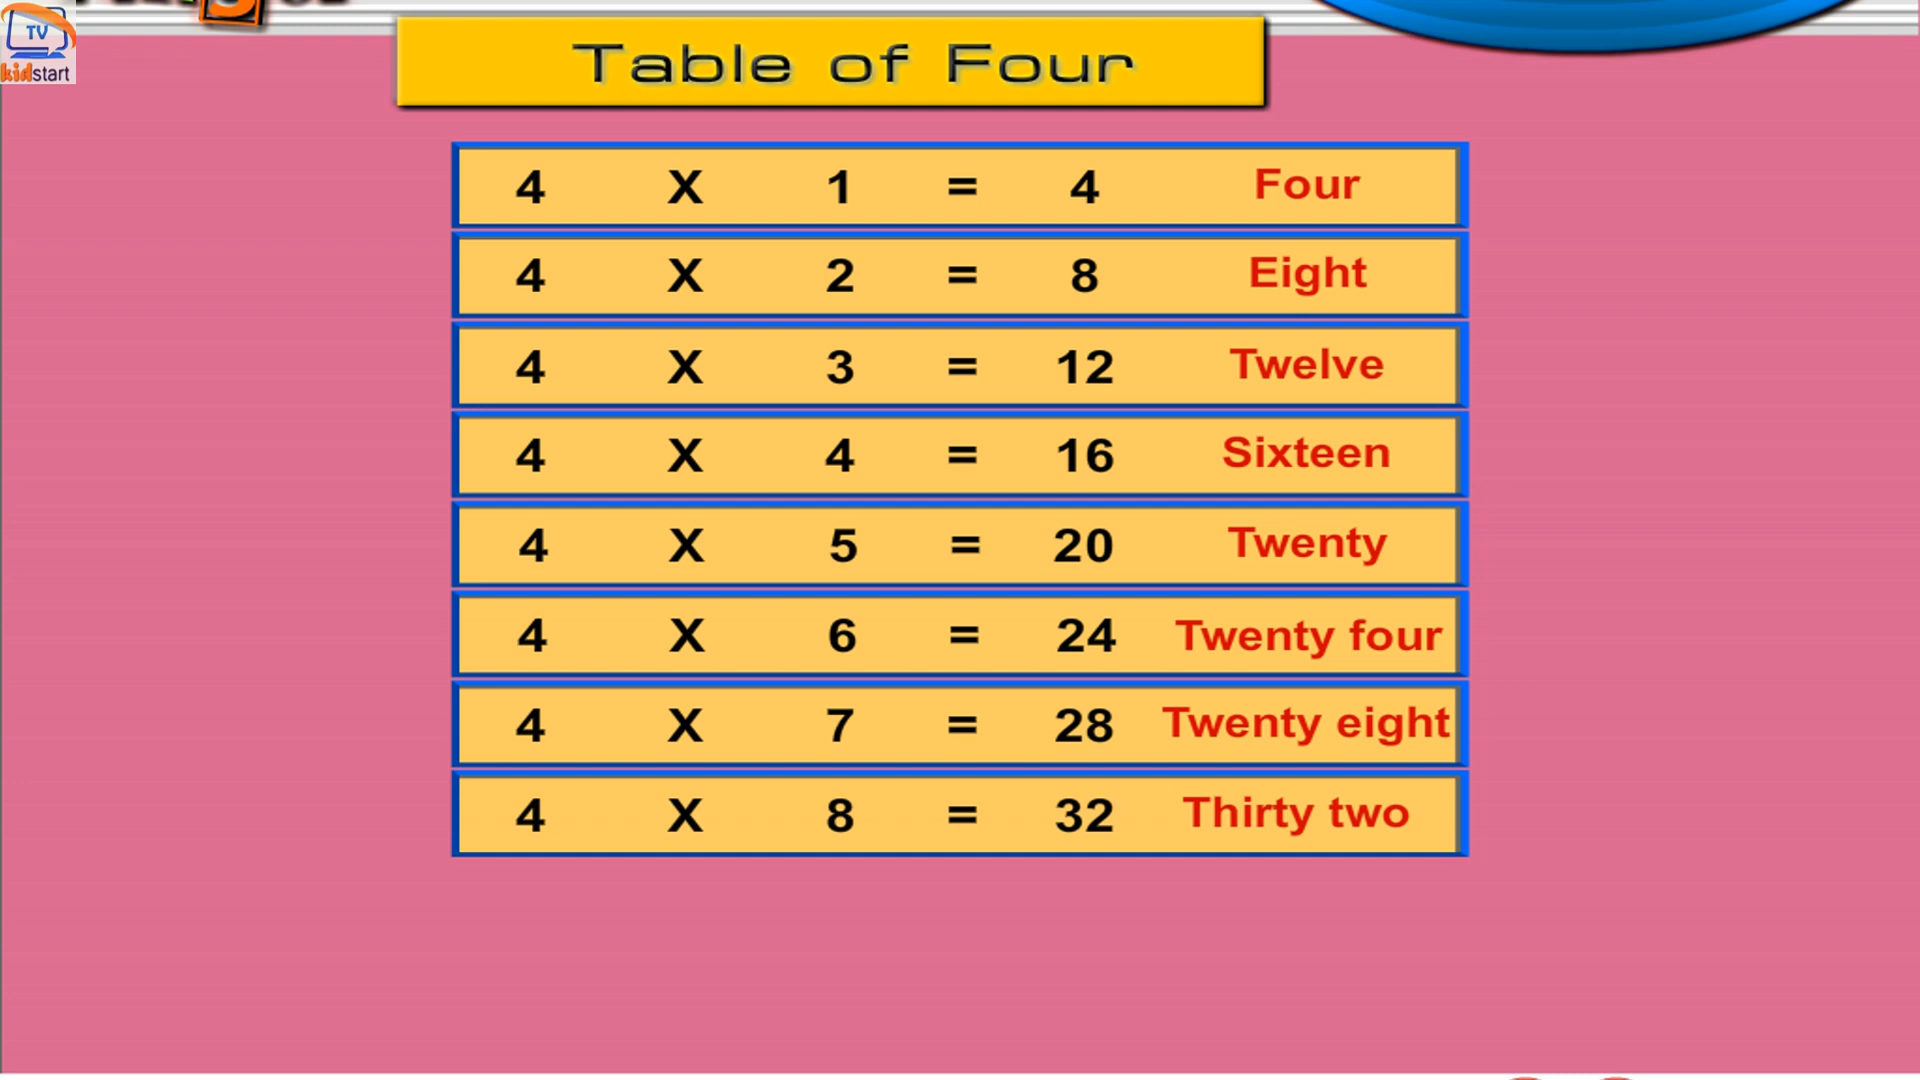 TV
kidstart
Table of Four
4 X 1 = 4 Four
4 X 2 = 8 Eight
4 X 3 = 12 Twelve
4 X 4 = 16 Sixteen
4 X 5 = 20 Twenty
4 X 6 = 24 Twenty four
4 X 7 = 28 Twenty eight
4 X 8 = 32 Thirty two